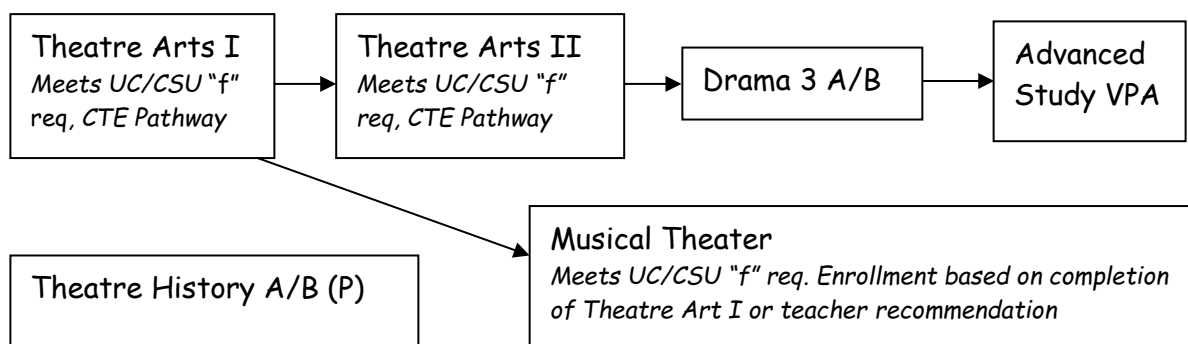 Theatre Arts I
Meets UC/CSU “f”
req, CTE Pathway
Theatre Arts II
Meets UC/CSU “f”
req, CTE Pathway
Drama 3 A/B
Advanced
Study VPA
Musical Theater
Meets UC/CSU “f” req. Enrollment based on completion
of Theatre Art I or teacher recommendation
Theatre History A/B (P)